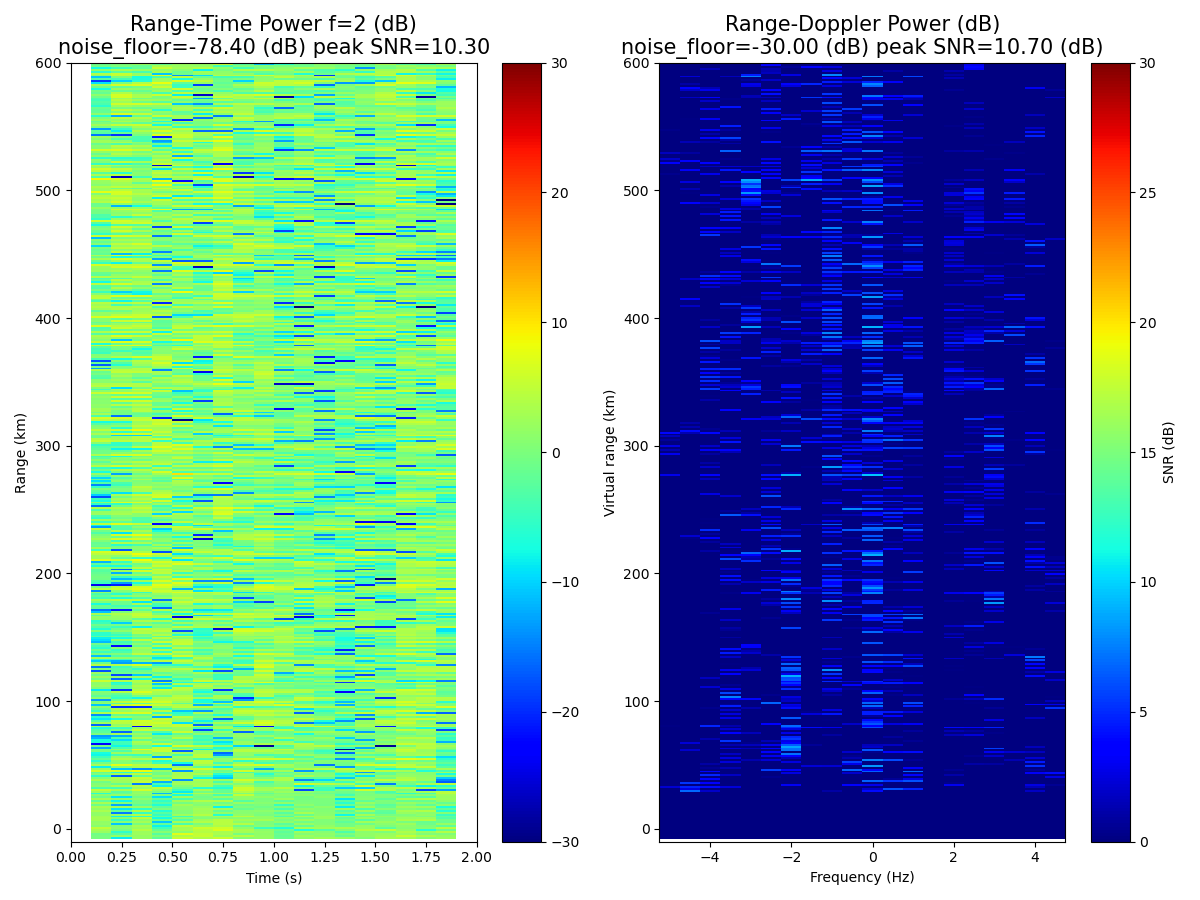 Range-Time Power f=2 (dB)
noise_floor=-78.40 (dB) peak SNR=10.30
600
500
400
300
200
100
0
Range (km)
0.00 0.25 0.50 0.75 1.00 1.25 1.50 1.75 2.00
Time (s)
30
20
10
0
−10
−20
−30
Range-Doppler Power (dB)
noise_floor=-30.00 (dB) peak SNR=10.70 (dB)
600
500
400
300
200
100
0
Virtual range (km)
−4 −2 0 2 4
Frequency (Hz)
30
25
20
15
10
5
0
SNR (dB)